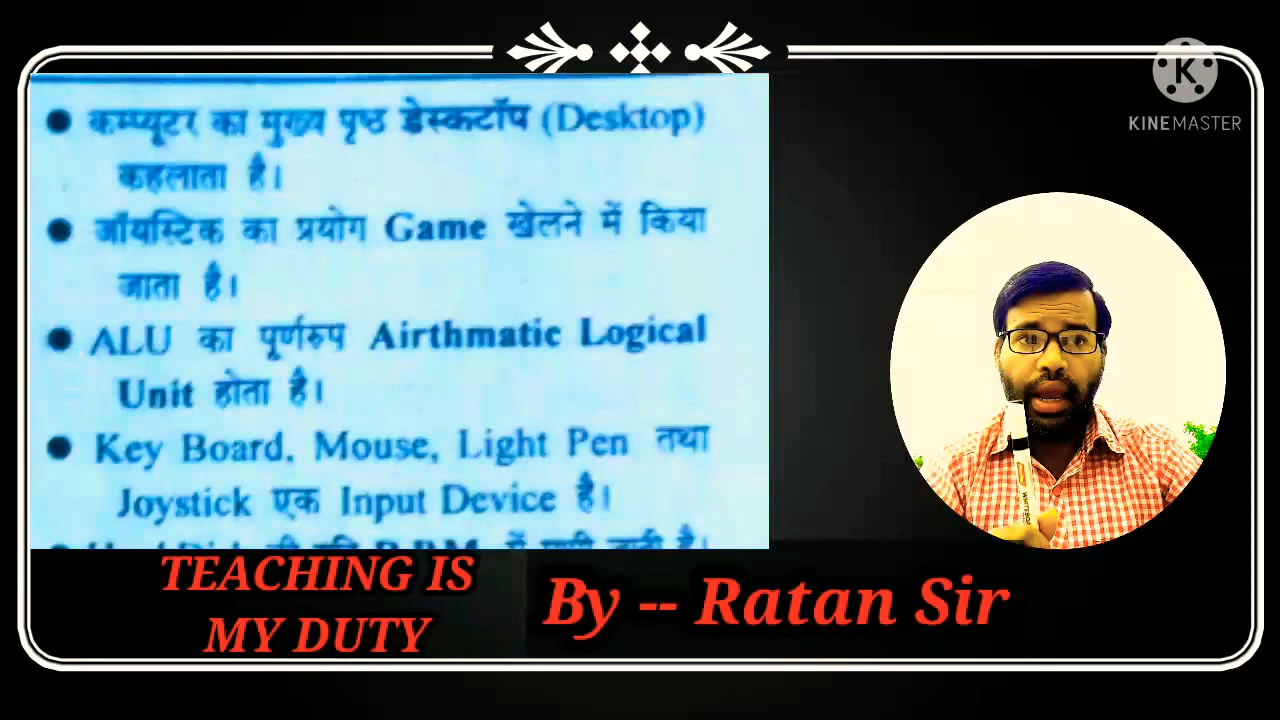 ● कम्प्यूटर का मुख्य पृष्ठ डेस्कटॉप (Desktop)
कहलाता है।
● जॉयस्टिक का प्रयोग Game खेलने में किया
जाता है।
● ALU का पूर्णरुप Airthmatic Logical
Unit होता है।
● Key Board, Mouse, Light Pen तथा
Joystick एक Input Device है।
K
KINEMASTER
TEACHING IS
MY DUTY
By -- Ratan Sir